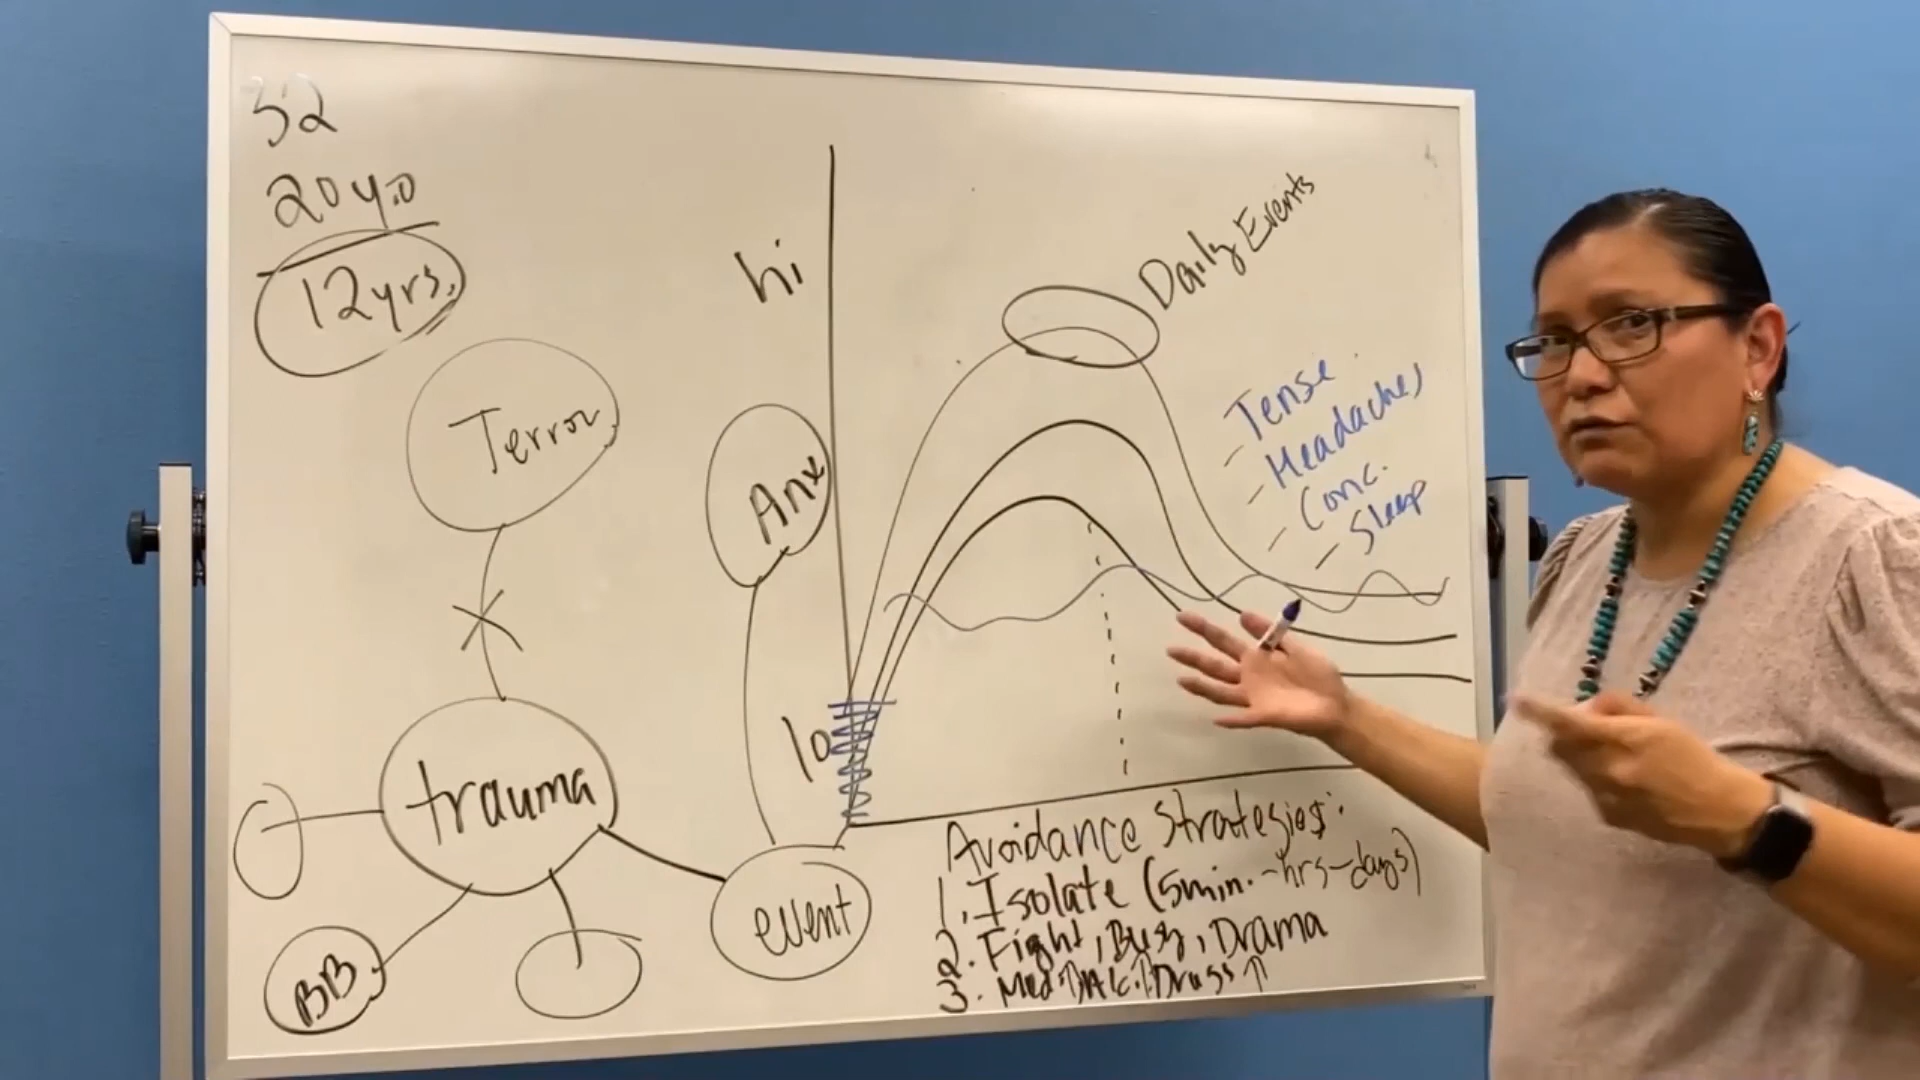 32
20 y.o
12 yrs.
Terror
trauma
BB
event
Anx
hi
lo
Daily Events
Tense
- Headaches
- Conc.
- Sleep
Avoidance Strategies:
1. Isolate (5min.-hrs-days)
2. Fight, Busy, Drama
3. Med↑ Alc.↑ Drugs↑